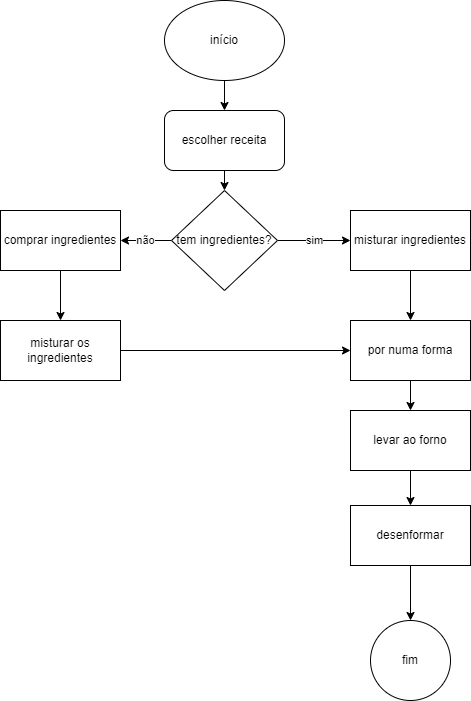 início
escolher receita
comprar ingredientes
não
tem ingredientes?
sim
misturar ingredientes
misturar os
ingredientes
por numa forma
levar ao forno
desenformar
fim